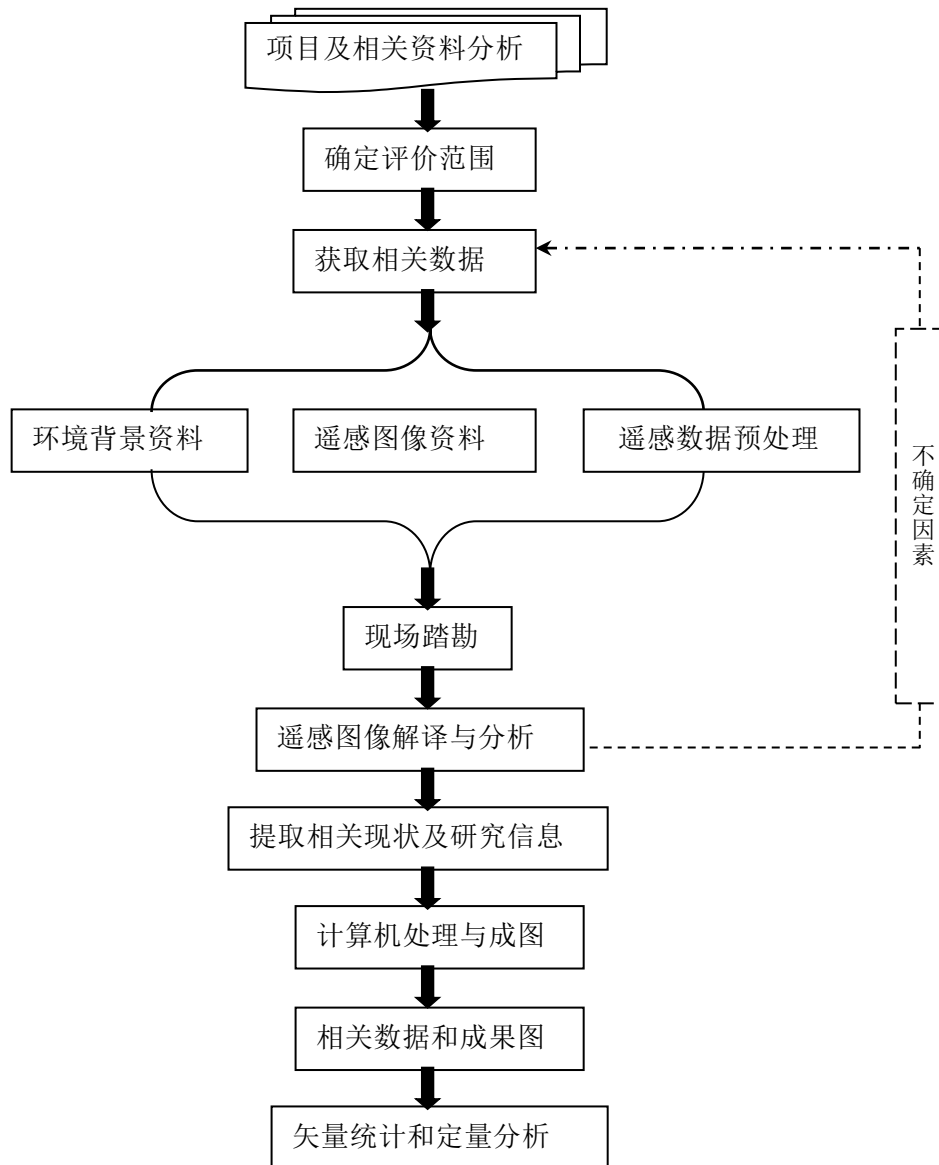 项目及相关资料分析
确定评价范围
获取相关数据
环境背景资料
遥感图像资料
遥感数据预处理
不确定因素
现场踏勘
遥感图像解译与分析
提取相关现状及研究信息
计算机处理与成图
相关数据和成果图
矢量统计和定量分析